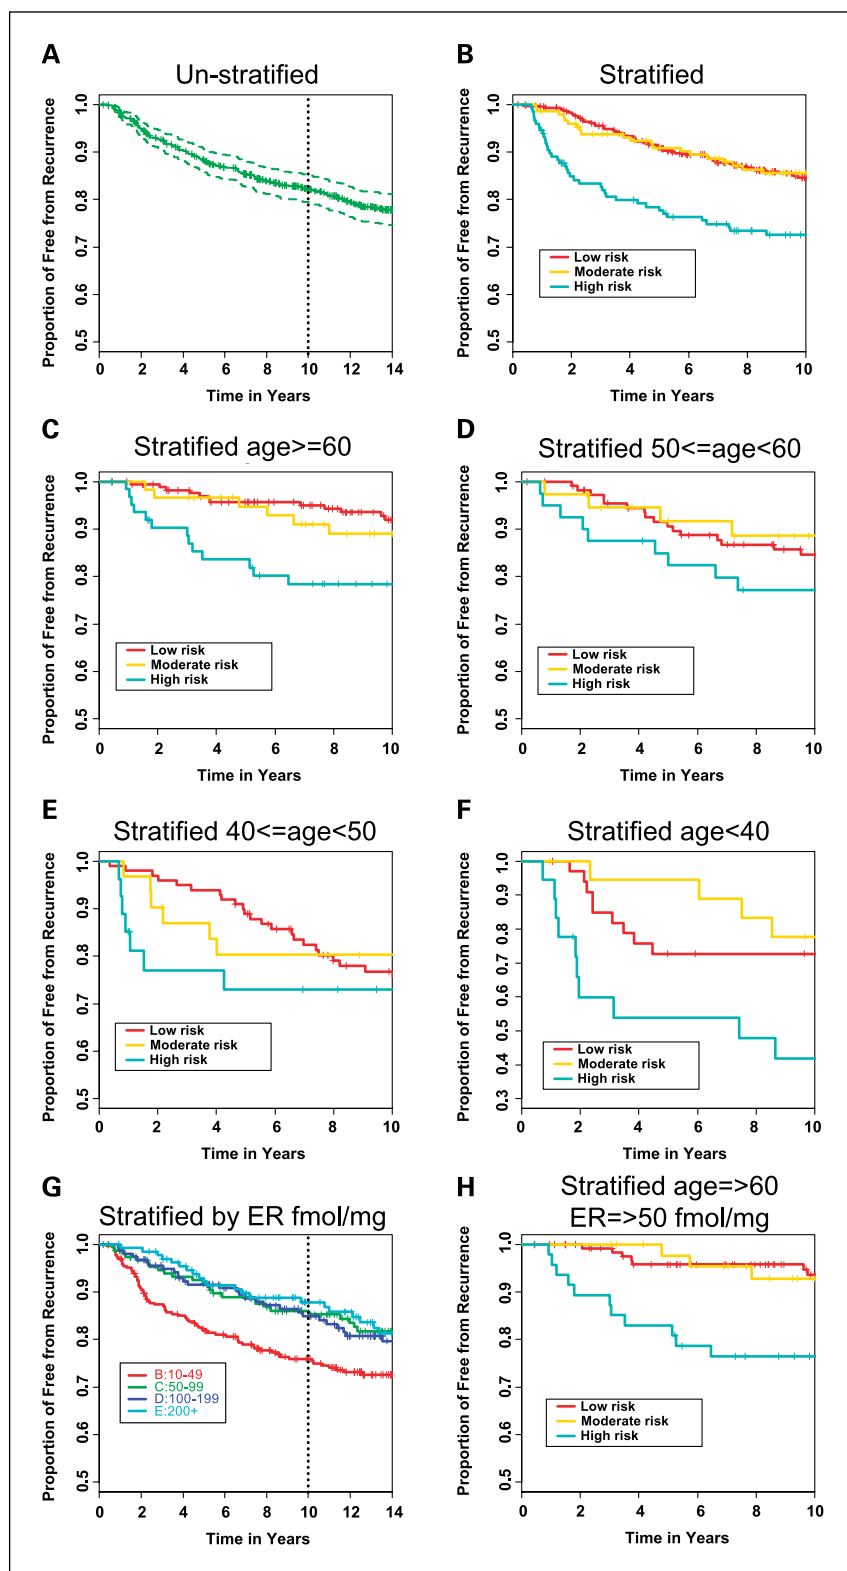 A
Un-stratified
Proportion of Free from Recurrence
1.0
0.9
0.8
0.7
0.6
0.5
0 2 4 6 8 10 12 14
Time in Years
B
Stratified
Proportion of Free from Recurrence
1.0
0.9
0.8
0.7
0.6
0.5
Low risk
Moderate risk
High risk
0 2 4 6 8 10
Time in Years
C
Stratified age>=60
Proportion of Free from Recurrence
1.0
0.9
0.8
0.7
0.6
0.5
Low risk
Moderate risk
High risk
0 2 4 6 8 10
Time in Years
D
Stratified 50<=age<60
Proportion of Free from Recurrence
1.0
0.9
0.8
0.7
0.6
0.5
Low risk
Moderate risk
High risk
0 2 4 6 8 10
Time in Years
E
Stratified 40<=age<50
Proportion of Free from Recurrence
1.0
0.9
0.8
0.7
0.6
0.5
Low risk
Moderate risk
High risk
0 2 4 6 8 10
Time in Years
F
Stratified age<40
Proportion of Free from Recurrence
1.0
0.9
0.8
0.7
0.6
0.5
0.4
0.3
Low risk
Moderate risk
High risk
0 2 4 6 8 10
Time in Years
G
Stratified by ER fmol/mg
Proportion of Free from Recurrence
1.0
0.9
0.8
0.7
0.6
0.5
B:10-49
C:50-99
D:100-199
E:200+
0 2 4 6 8 10 12 14
Time in Years
H
Stratified age=>60
ER=>50 fmol/mg
Proportion of Free from Recurrence
1.0
0.9
0.8
0.7
0.6
0.5
Low risk
Moderate risk
High risk
0 2 4 6 8 10
Time in Years